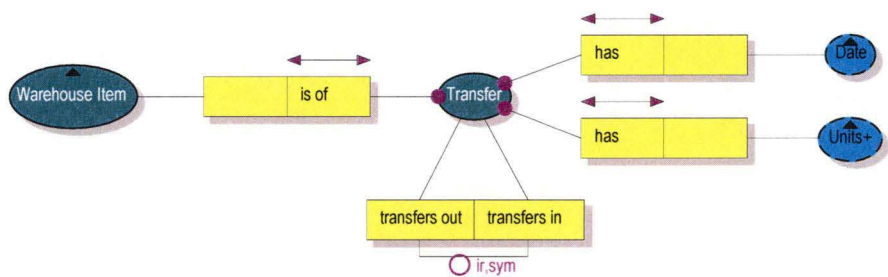 has
Date
Warehouse Item
is of
Transfer
has
Units+
transfers out
transfers in
ir,sym